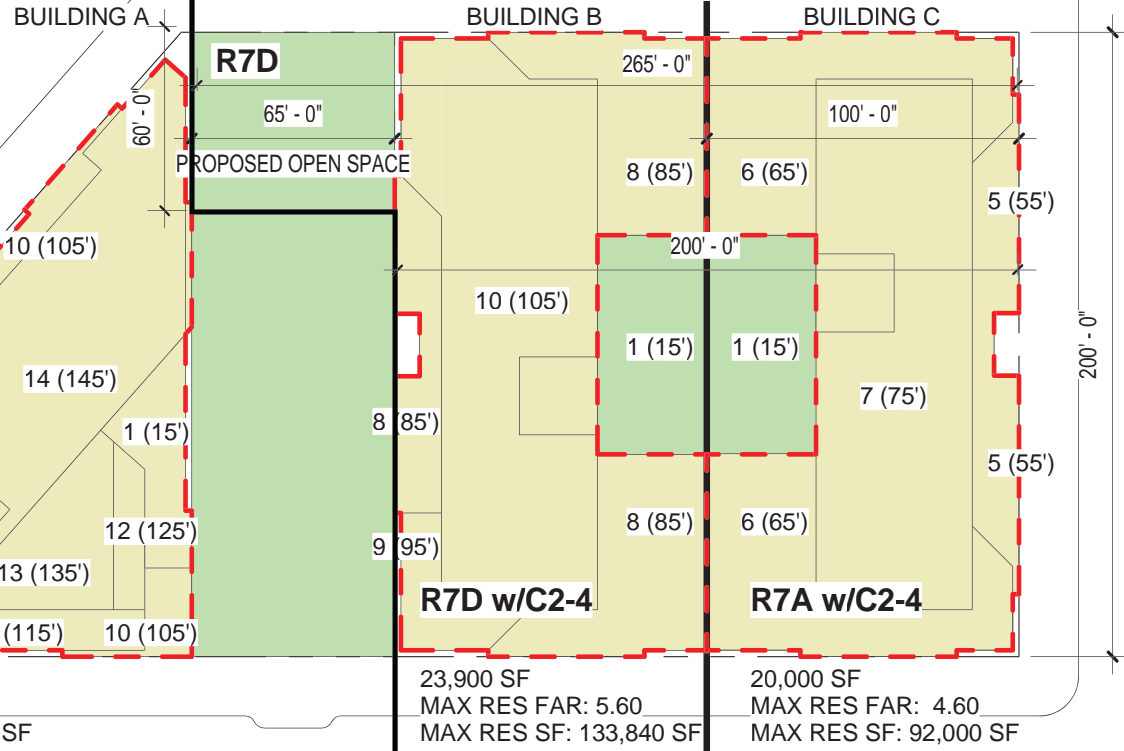 BUILDING A
BUILDING B
BUILDING C
R7D
265' - 0"
60' - 0"
65' - 0"
100' - 0"
PROPOSED OPEN SPACE
8 (85')
6 (65')
5 (55')
10 (105')
200' - 0"
10 (105')
1 (15')
1 (15')
200' - 0"
14 (145')
7 (75')
1 (15')
8 (85')
5 (55')
12 (125')
8 (85')
6 (65')
9 (95')
13 (135')
R7D w/C2-4
R7A w/C2-4
(115')
10 (105')
23,900 SF
MAX RES FAR: 5.60
MAX RES SF: 133,840 SF
20,000 SF
MAX RES FAR: 4.60
MAX RES SF: 92,000 SF
SF